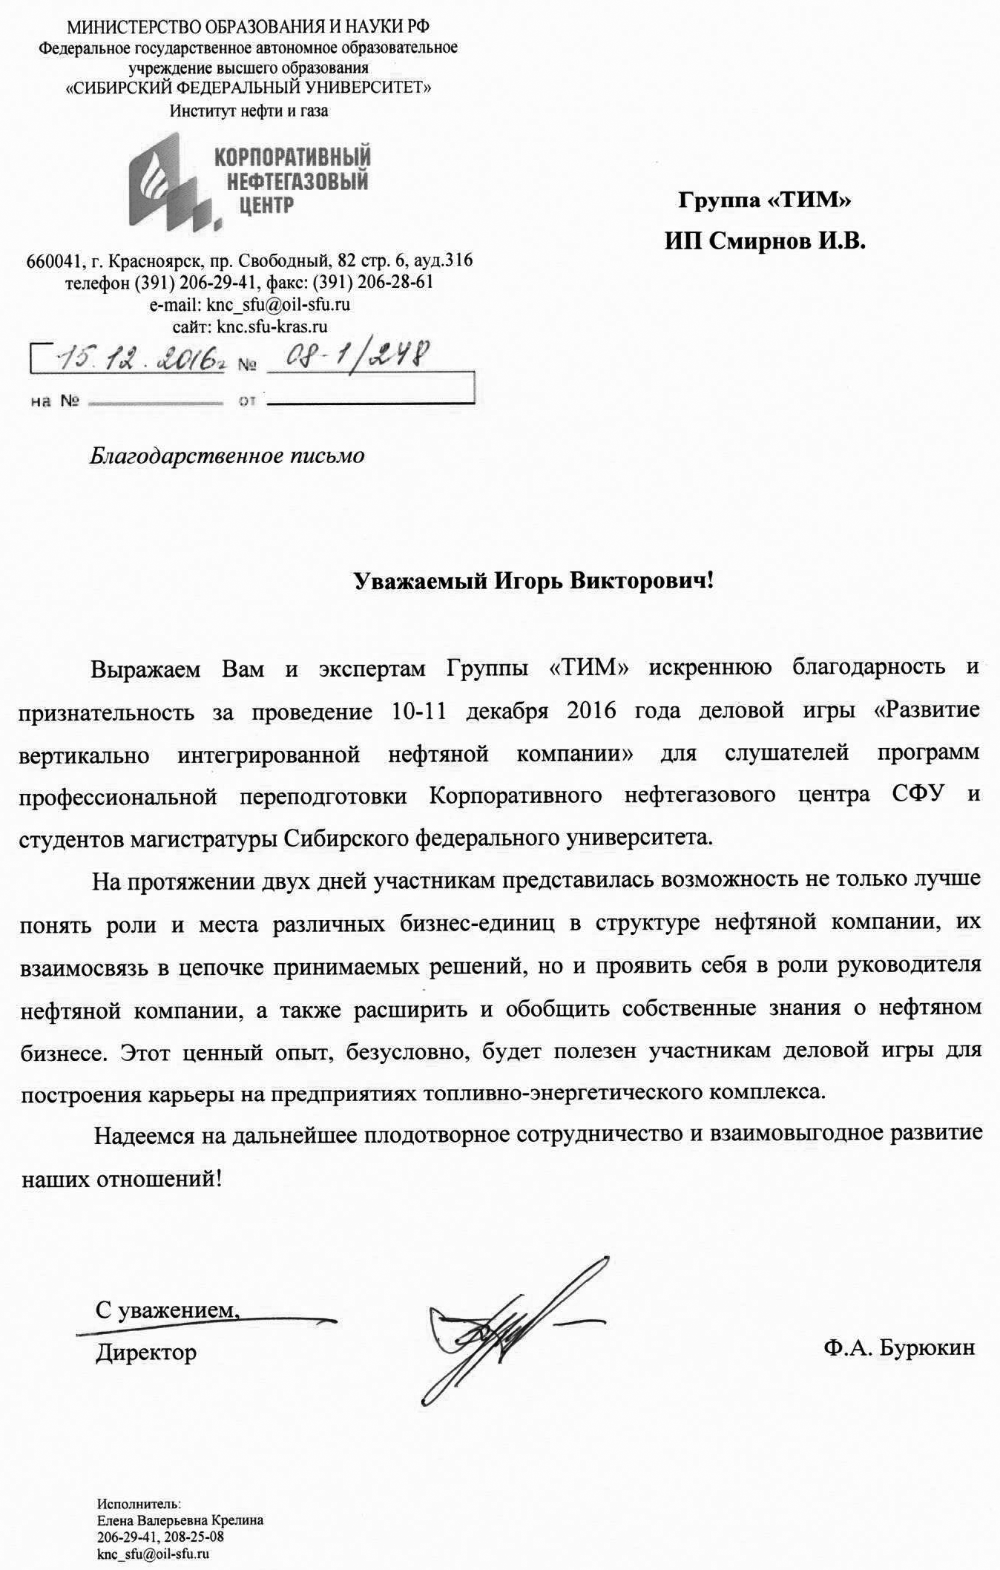 МИНИСТЕРСТВО ОБРАЗОВАНИЯ И НАУКИ РФ
Федеральное государственное автономное образовательное
учреждение высшего образования
«СИБИРСКИЙ ФЕДЕРАЛЬНЫЙ УНИВЕРСИТЕТ»
Институт нефти и газа
КОРПОРАТИВНЫЙ
НЕФТЕГАЗОВЫЙ
ЦЕНТР
660041, г. Красноярск, пр. Свободный, 82 стр. 6, ауд.316
телефон (391) 206-29-41, факс: (391) 206-28-61
e-mail: knc_sfu@oil-sfu.ru
сайт: knc.sfu-kras.ru
15.12.2016г № 08-1/248
на № от
Группа «ТИМ»
ИП Смирнов И.В.
Благодарственное письмо
Уважаемый Игорь Викторович!
Выражаем Вам и экспертам Группы «ТИМ» искреннюю благодарность и
признательность за проведение 10-11 декабря 2016 года деловой игры «Развитие
вертикально интегрированной нефтяной компании» для слушателей программ
профессиональной переподготовки Корпоративного нефтегазового центра СФУ и
студентов магистратуры Сибирского федерального университета.
На протяжении двух дней участникам представилась возможность не только лучше
понять роли и места различных бизнес-единиц в структуре нефтяной компании, их
взаимосвязь в цепочке принимаемых решений, но и проявить себя в роли руководителя
нефтяной компании, а также расширить и обобщить собственные знания о нефтяном
бизнесе. Этот ценный опыт, безусловно, будет полезен участникам деловой игры для
построения карьеры на предприятиях топливно-энергетического комплекса.
Надеемся на дальнейшее плодотворное сотрудничество и взаимовыгодное развитие
наших отношений!
С уважением,
Директор
Ф.А. Бурюкин
Исполнитель:
Елена Валерьевна Крелина
206-29-41, 208-25-08
knc_sfu@oil-sfu.ru